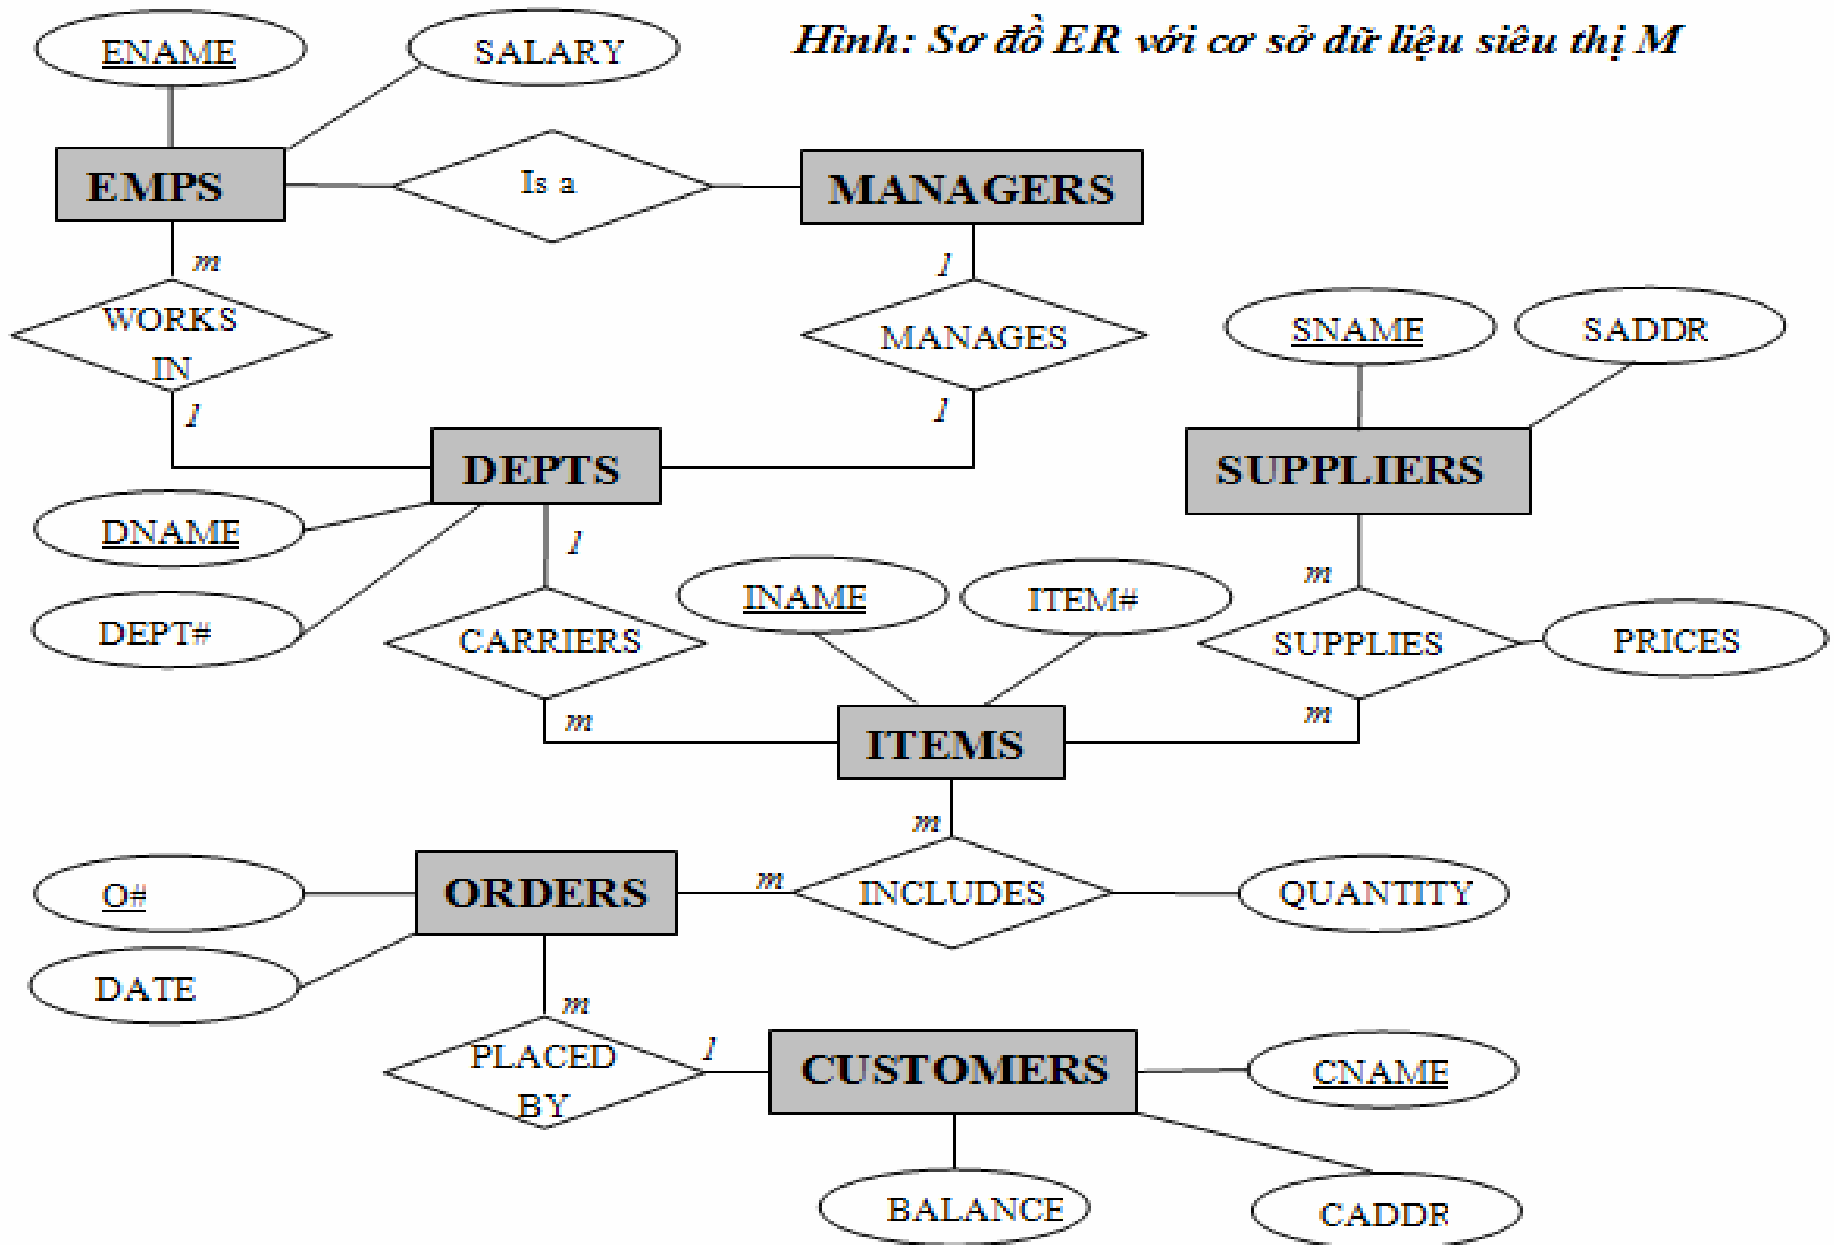 Hình: Sơ đồ ER với cơ sở dữ liệu siêu thị M
ENAME
SALARY
EMPS
Is a
MANAGERS
m
1
WORKS
IN
MANAGES
SNAME
SADDR
1
1
DEPTS
SUPPLIERS
DNAME
1
m
INAME
ITEM#
DEPT#
CARRIERS
SUPPLIES
PRICES
m
m
ITEMS
m
O#
ORDERS
m
INCLUDES
QUANTITY
DATE
m
PLACED
BY
1
CUSTOMERS
CNAME
BALANCE
CADDR